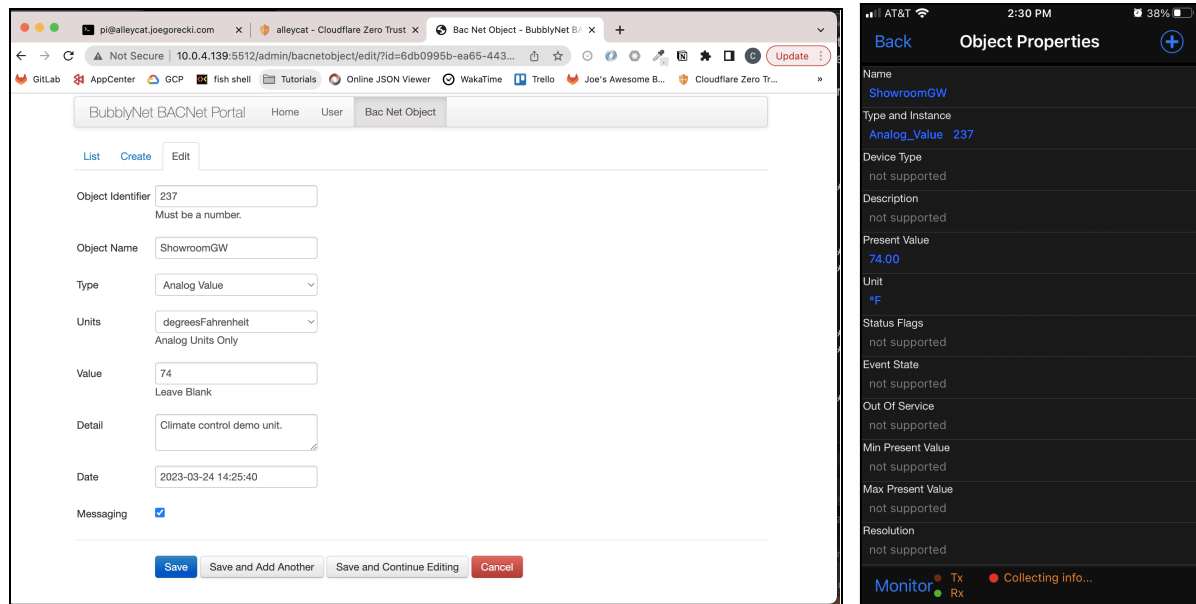 pi@alleycat.joegorecki.com
alleycat - Cloudflare Zero Trust
Bac Net Object - BubblyNet BA
Not Secure | 10.0.4.139:5512/admin/bacnetobject/edit/?id=6db0995b-ea65-443...
Update
GitLab AppCenter GCP fish shell Tutorials Online JSON Viewer WakaTime Trello Joe's Awesome B... Cloudflare Zero Tr... »
BubblyNet BACNet Portal Home User Bac Net Object
List Create Edit
Object Identifier 237
Must be a number.
Object Name ShowroomGW
Type Analog Value
Units degreesFahrenheit
Analog Units Only
Value 74
Leave Blank
Detail Climate control demo unit.
Date 2023-03-24 14:25:40
Messaging
Save Save and Add Another Save and Continue Editing Cancel
AT&T 2:30 PM 38%
Back Object Properties
Name
ShowroomGW
Type and Instance
Analog_Value 237
Device Type
not supported
Description
not supported
Present Value
74.00
Unit
°F
Status Flags
not supported
Event State
not supported
Out Of Service
not supported
Min Present Value
not supported
Max Present Value
not supported
Resolution
not supported
Monitor Tx Collecting info...
Rx